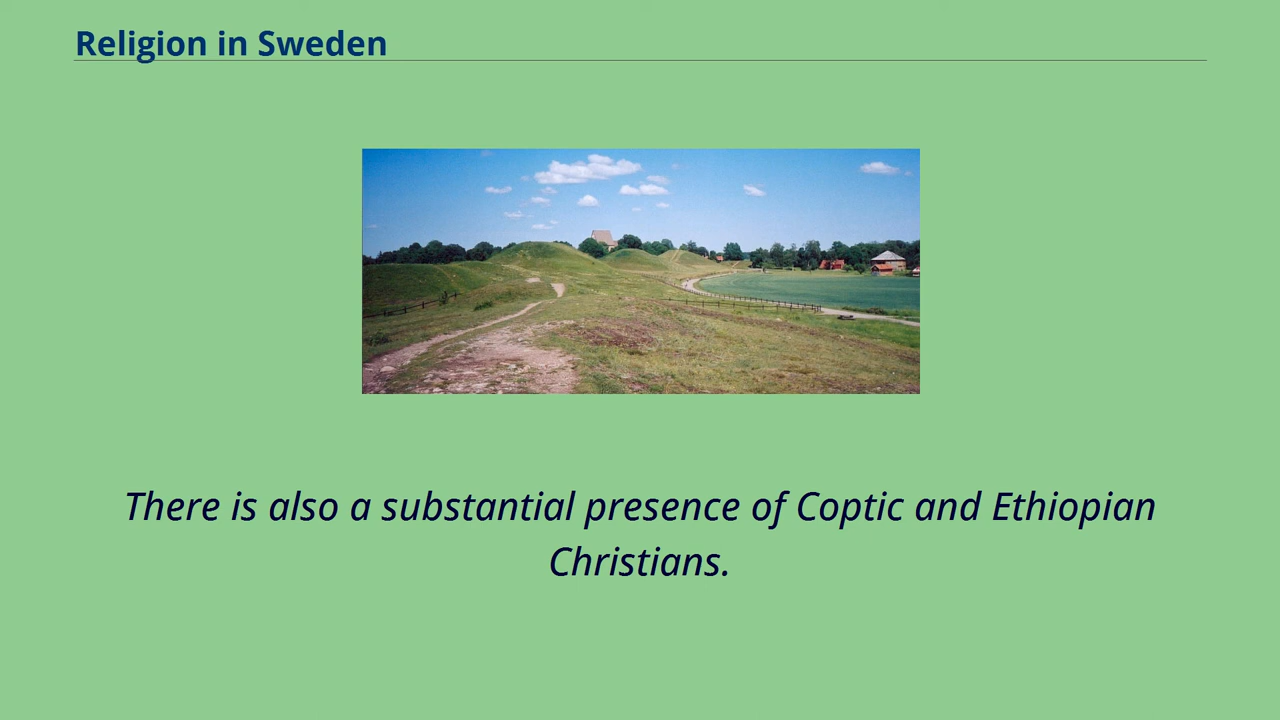 Religion in Sweden
There is also a substantial presence of Coptic and Ethiopian
Christians.